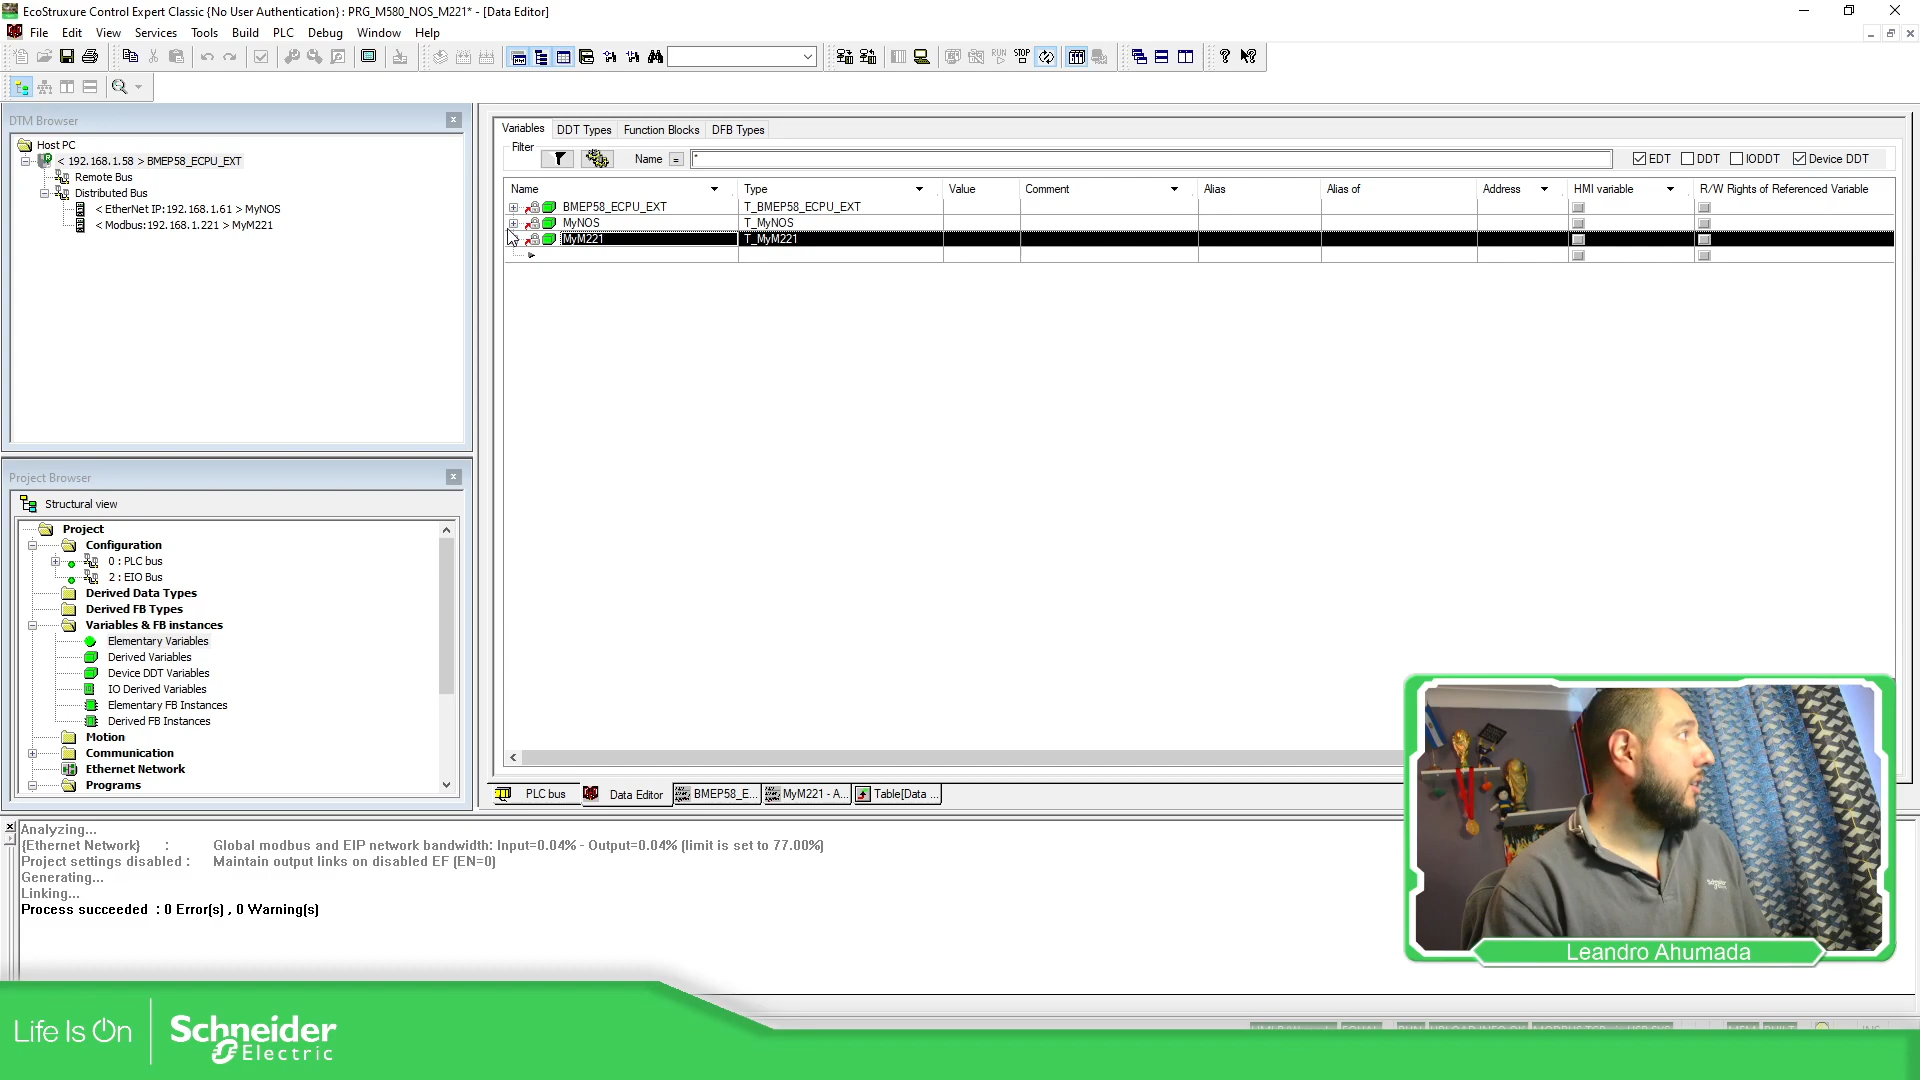 EcoStruxure Control Expert Classic {No User Authentication} : PRG_M580_NOS_M221* - [Data Editor]
File Edit View Services Tools Build PLC Debug Window Help
DTM Browser
Host PC
< 192.168.1.58 > BMEP58_ECPU_EXT
Remote Bus
Distributed Bus
< EtherNet IP:192.168.1.61 > MyNOS
< Modbus:192.168.1.221 > MyM221
Project Browser
Structural view
Project
Configuration
0 : PLC bus
2 : EIO Bus
Derived Data Types
Derived FB Types
Variables & FB instances
Elementary Variables
Derived Variables
Device DDT Variables
IO Derived Variables
Elementary FB Instances
Derived FB Instances
Motion
Communication
Ethernet Network
Programs
Variables DDT Types Function Blocks DFB Types
Filter
Name = * EDT DDT IODDT Device DDT
Name Type Value Comment Alias Alias of Address HMI variable R/W Rights of Referenced Variable
BMEP58_ECPU_EXT T_BMEP58_ECPU_EXT
MyNOS T_MyNOS
MyM221 T_MyM221
PLC bus Data Editor BMEP58_E... MyM221 - A... Table[Data ...
Analyzing...
{Ethernet Network} : Global modbus and EIP network bandwidth: Input=0.04% - Output=0.04% (limit is set to 77.00%)
Project settings disabled : Maintain output links on disabled EF (EN=0)
Generating...
Linking...
Process succeeded : 0 Error(s) , 0 Warning(s)
Leandro Ahumada
Life Is On
Schneider
Electric